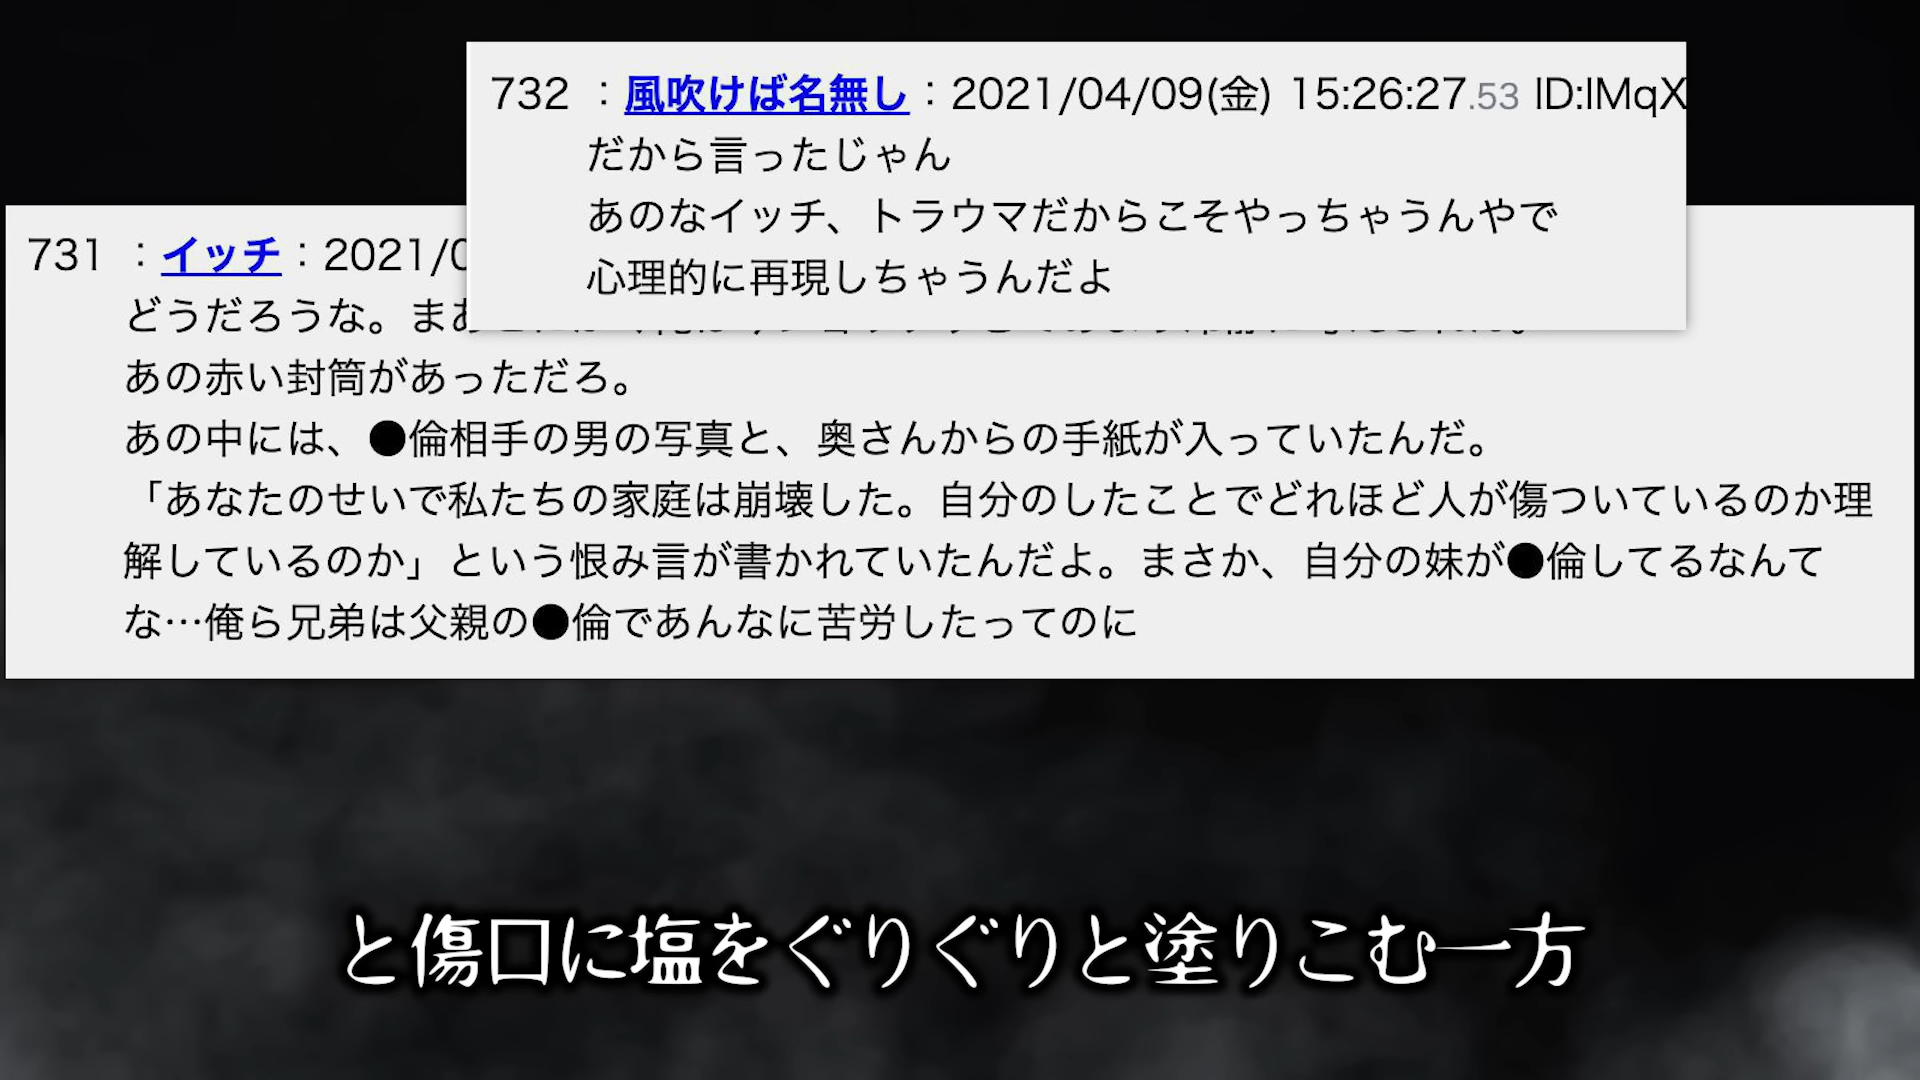 732 ：風吹けば名無し：2021/04/09(金) 15:26:27.53 ID:lMqX
だから言ったじゃん
あのなイッチ、トラウマだからこそやっちゃうんやで
心理的に再現しちゃうんだよ
731 ：イッチ：2021/0
どうだろうな。まあ
あの赤い封筒があっただろ。
あの中には、●倫相手の男の写真と、奥さんからの手紙が入っていたんだ。
「あなたのせいで私たちの家庭は崩壊した。自分のしたことでどれほど人が傷ついているのか理
解しているのか」という恨み言が書かれていたんだよ。まさか、自分の妹が●倫してるなんて
な…俺ら兄弟は父親の●倫であんなに苦労したってのに
と傷口に塩をぐりぐりと塗りこむ一方